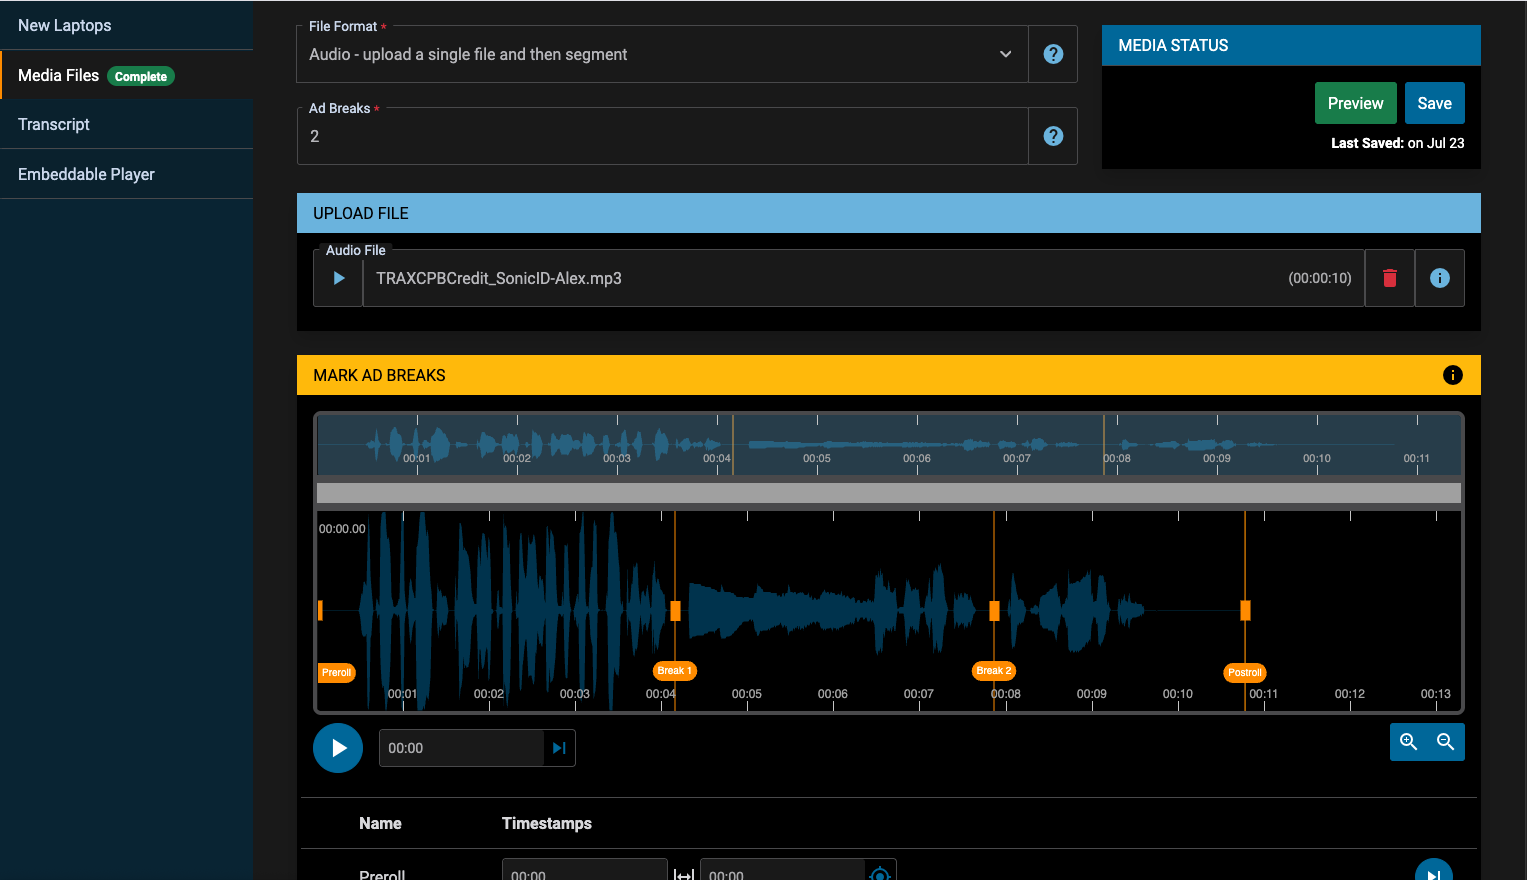 New Laptops
Media Files Complete
Transcript
Embeddable Player
File Format *
Audio - upload a single file and then segment
Ad Breaks *
2
MEDIA STATUS
Preview Save
Last Saved: on Jul 23
UPLOAD FILE
Audio File
TRAXCPBCredit_SonicID-Alex.mp3 (00:00:10)
MARK AD BREAKS
00:01 00:02 00:03 00:04 00:05 00:06 00:07 00:08 00:09 00:10 00:11
00:00.00
Preroll Break 1 Break 2 Postroll
00:01 00:02 00:03 00:04 00:05 00:06 00:07 00:08 00:09 00:10 00:11 00:12 00:13
00:00
Name Timestamps
Preroll 00:00 00:00